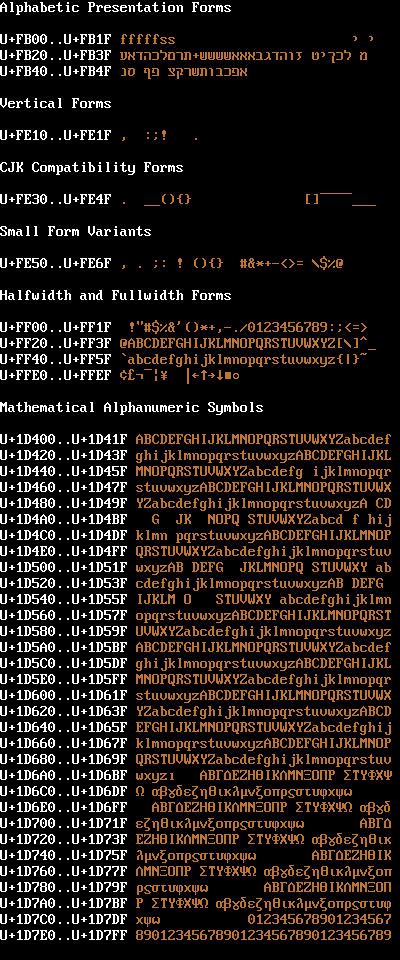 Alphabetic Presentation Forms
U+FB00..U+FB1F fffffss                      י י
U+FB20..U+FB3F עאדהכלםרת+ששששאאאבגדהוז טיךכל מ
U+FB40..U+FB4F נס ףפ צקרשתובכפא
Vertical Forms
U+FE10..U+FE1F ,  :;!   .
CJK Compatibility Forms
U+FE30..U+FE4F .  __(){}              []‾‾‾‾___
Small Form Variants
U+FE50..U+FE6F , . ;: ! (){}  #&*+-<>= \$%@
Halfwidth and Fullwidth Forms
U+FF00..U+FF1F  !"#$%&'()*+,-./0123456789:;<=>
U+FF20..U+FF3F @ABCDEFGHIJKLMNOPQRSTUVWXYZ[\]^_
U+FF40..U+FF5F `abcdefghijklmnopqrstuvwxyz{|}~
U+FFE0..U+FFEF ¢£¬¯¦¥  │←↑→↓■○
Mathematical Alphanumeric Symbols
U+1D400..U+1D41F ABCDEFGHIJKLMNOPQRSTUVWXYZabcdef
U+1D420..U+1D43F ghijklmnopqrstuvwxyzABCDEFGHIJKL
U+1D440..U+1D45F MNOPQRSTUVWXYZabcdefg ijklmnopqr
U+1D460..U+1D47F stuvwxyzABCDEFGHIJKLMNOPQRSTUVWX
U+1D480..U+1D49F YZabcdefghijklmnopqrstuvwxyzA CD
U+1D4A0..U+1D4BF   G  JK  NOPQ STUVWXYZabcd f hij
U+1D4C0..U+1D4DF klmn pqrstuvwxyzABCDEFGHIJKLMNOP
U+1D4E0..U+1D4FF QRSTUVWXYZabcdefghijklmnopqrstuv
U+1D500..U+1D51F wxyzAB DEFG  JKLMNOPQ STUVWXY ab
U+1D520..U+1D53F cdefghijklmnopqrstuvwxyzAB DEFG 
U+1D540..U+1D55F IJKLM O   STUVWXY abcdefghijklmn
U+1D560..U+1D57F opqrstuvwxyzABCDEFGHIJKLMNOPQRST
U+1D580..U+1D59F UVWXYZabcdefghijklmnopqrstuvwxyz
U+1D5A0..U+1D5BF ABCDEFGHIJKLMNOPQRSTUVWXYZabcdef
U+1D5C0..U+1D5DF ghijklmnopqrstuvwxyzABCDEFGHIJKL
U+1D5E0..U+1D5FF MNOPQRSTUVWXYZabcdefghijklmnopqr
U+1D600..U+1D61F stuvwxyzABCDEFGHIJKLMNOPQRSTUVWX
U+1D620..U+1D63F YZabcdefghijklmnopqrstuvwxyzABCD
U+1D640..U+1D65F EFGHIJKLMNOPQRSTUVWXYZabcdefghij
U+1D660..U+1D67F klmnopqrstuvwxyzABCDEFGHIJKLMNOP
U+1D680..U+1D69F QRSTUVWXYZabcdefghijklmnopqrstuv
U+1D6A0..U+1D6BF wxyzı   ΑΒΓΔΕΖΗΘΙΚΛΜΝΞΟΠΡ ΣΤΥΦΧΨ
U+1D6C0..U+1D6DF Ω αβγδεζηθικλμνξοπρςστυφχψω
U+1D6E0..U+1D6FF   ΑΒΓΔΕΖΗΘΙΚΛΜΝΞΟΠΡ ΣΤΥΦΧΨΩ αβγδ
U+1D700..U+1D71F εζηθικλμνξοπρςστυφχψω       ΑΒΓΔ
U+1D720..U+1D73F ΕΖΗΘΙΚΛΜΝΞΟΠΡ ΣΤΥΦΧΨΩ αβγδεζηθικ
U+1D740..U+1D75F λμνξοπρςστυφχψω       ΑΒΓΔΕΖΗΘΙΚ
U+1D760..U+1D77F ΛΜΝΞΟΠΡ ΣΤΥΦΧΨΩ αβγδεζηθικλμνξοπ
U+1D780..U+1D79F ρςστυφχψω       ΑΒΓΔΕΖΗΘΙΚΛΜΝΞΟΠ
U+1D7A0..U+1D7BF Ρ ΣΤΥΦΧΨΩ αβγδεζηθικλμνξοπρςστυφ
U+1D7C0..U+1D7DF χψω           012345678901234567
U+1D7E0..U+1D7FF 89012345678901234567890123456789